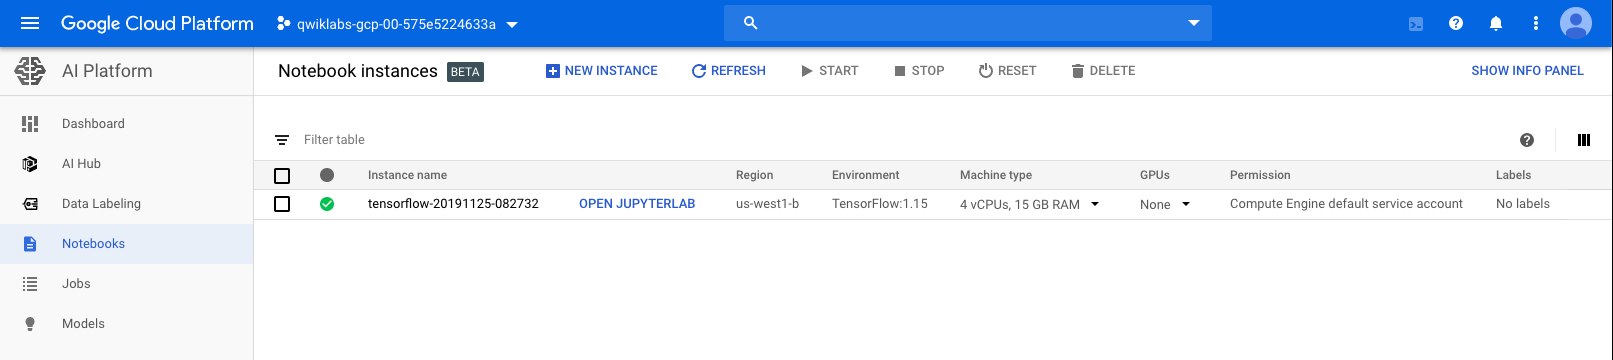 Google Cloud Platform qwiklabs-gcp-00-575e5224633a
AI Platform
Notebook instances BETA NEW INSTANCE REFRESH START STOP RESET DELETE SHOW INFO PANEL
Dashboard
AI Hub
Data Labeling
Notebooks
Jobs
Models
Filter table
Instance name Region Environment Machine type GPUs Permission Labels
tensorflow-20191125-082732 OPEN JUPYTERLAB us-west1-b TensorFlow:1.15 4 vCPUs, 15 GB RAM None Compute Engine default service account No labels